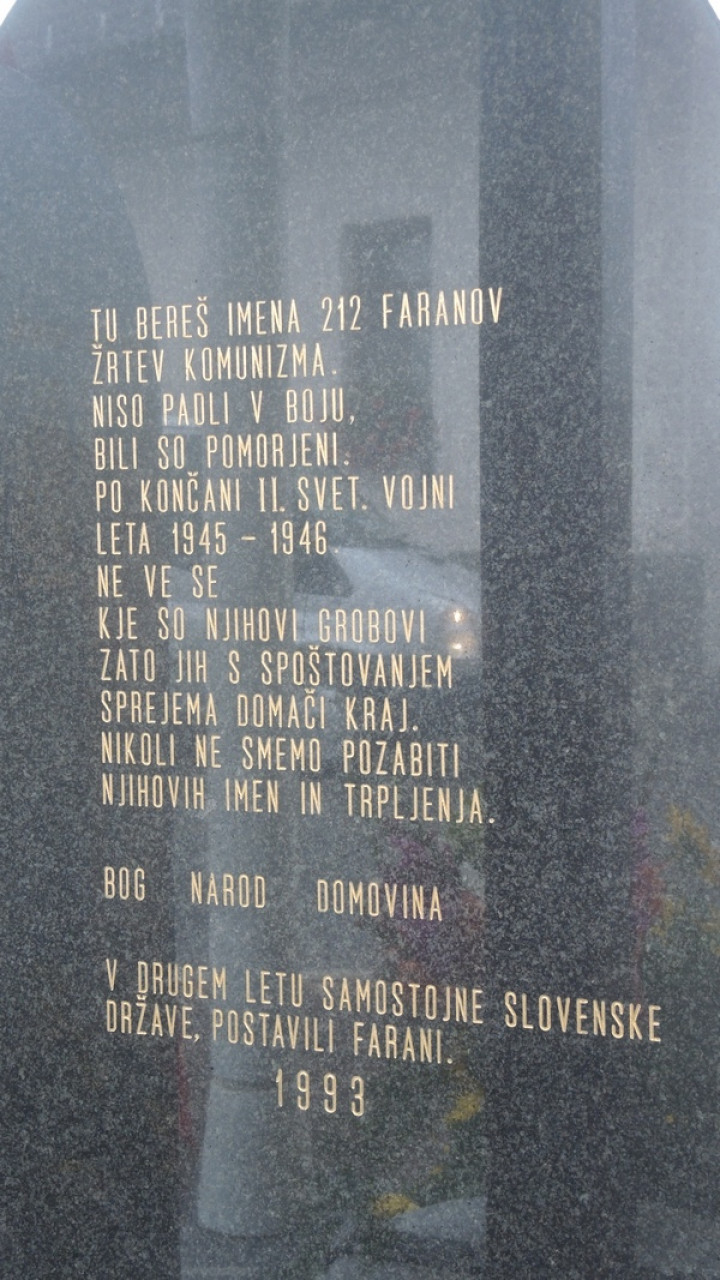 TU BEREŠ IMENA 212 FARANOV
ŽRTEV KOMUNIZMA.
NISO PADLI V BOJU,
BILI SO POMORJENI.
PO KONČANI II. SVET. VOJNI
LETA 1945 - 1946.
NE VE SE
KJE SO NJIHOVI GROBOVI
ZATO JIH S SPOŠTOVANJEM
SPREJEMA DOMAČI KRAJ.
NIKOLI NE SMEMO POZABITI
NJIHOVIH IMEN IN TRPLJENJA.
BOG NAROD DOMOVINA
V DRUGEM LETU SAMOSTOJNE SLOVENSKE
DRŽAVE, POSTAVILI FARANI.
1993